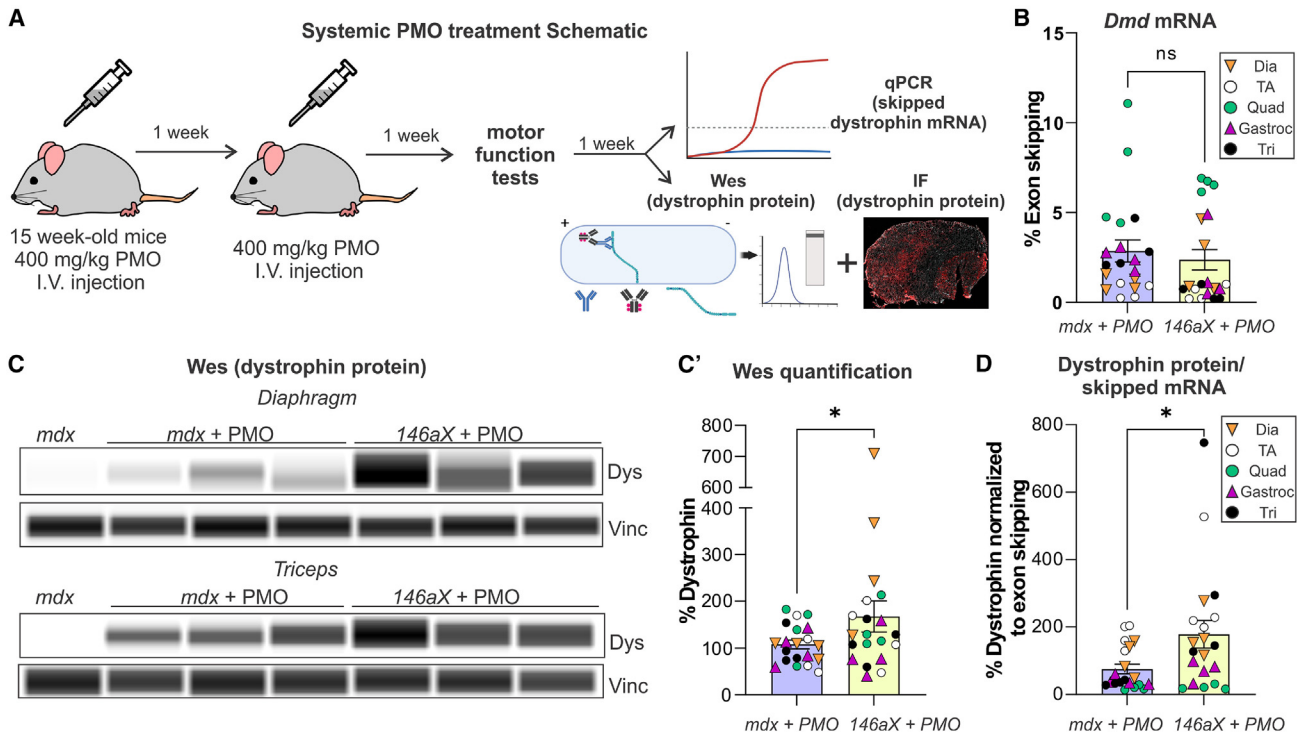 A
Systemic PMO treatment Schematic
1 week
1 week
motor
function
tests
1 week
15 week-old mice
400 mg/kg PMO
I.V. injection
400 mg/kg PMO
I.V. injection
qPCR
(skipped
dystrophin mRNA)
Wes
(dystrophin protein)
IF
(dystrophin protein)
+
-
+
B
Dmd mRNA
% Exon skipping
15
10
5
0
ns
Dia
TA
Quad
Gastroc
Tri
mdx + PMO
146aX + PMO
C
Wes (dystrophin protein)
Diaphragm
mdx
mdx + PMO
146aX + PMO
Dys
Vinc
Triceps
mdx
mdx + PMO
146aX + PMO
Dys
Vinc
C'
Wes quantification
% Dystrophin
800
700
600
400
300
200
100
0
*
mdx + PMO
146aX + PMO
D
Dystrophin protein/
skipped mRNA
% Dystrophin normalized
to exon skipping
800
600
400
200
0
*
Dia
TA
Quad
Gastroc
Tri
mdx + PMO
146aX + PMO